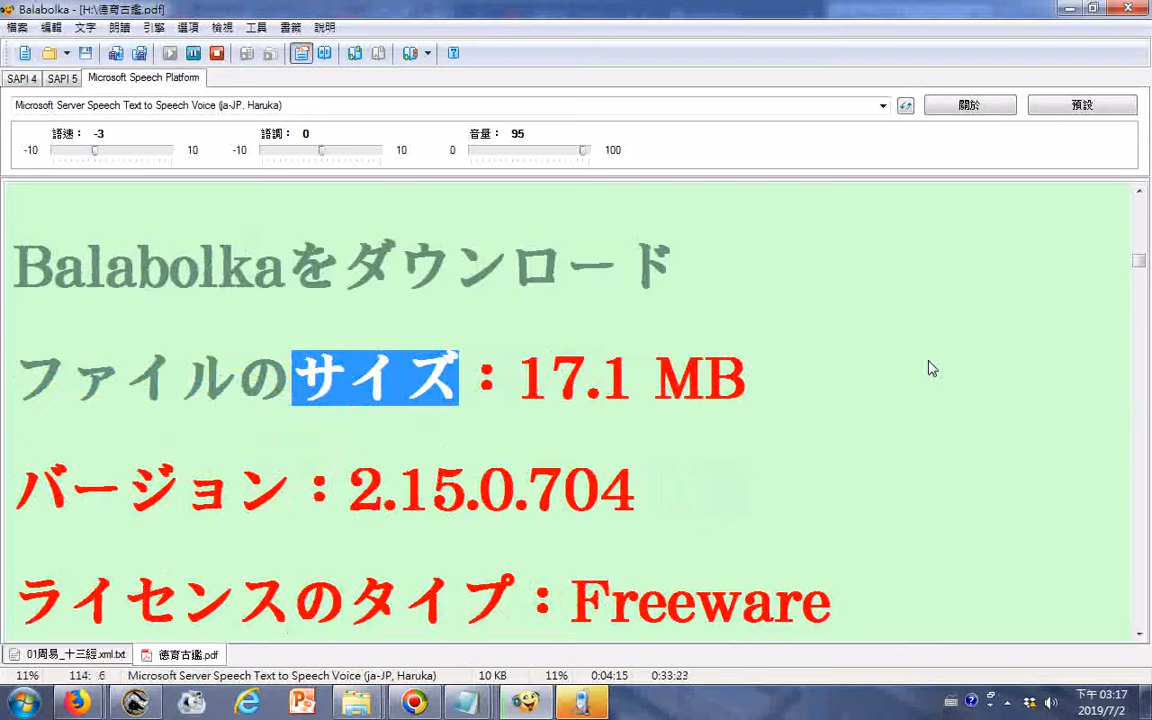 Balabolka - [H:\德育古鑑.pdf]
檔案 編輯 文字 朗讀 引擎 選項 檢視 工具 書籤 說明
SAPI 4 SAPI 5 Microsoft Speech Platform
Microsoft Server Speech Text to Speech Voice (ja-JP, Haruka) 關於 預設
語速: -3 語調: 0 音量: 95
-10 10 -10 10 0 100
Balabolkaをダウンロード
ファイルのサイズ：17.1 MB
バージョン：2.15.0.704
ライセンスのタイプ：Freeware
01周易_十三經.xml.txt 德育古鑑.pdf
11% 114: 6 Microsoft Server Speech Text to Speech Voice (ja-JP, Haruka) 10 KB 11% 0:04:15 0:33:23
下午 03:17
2019/7/2